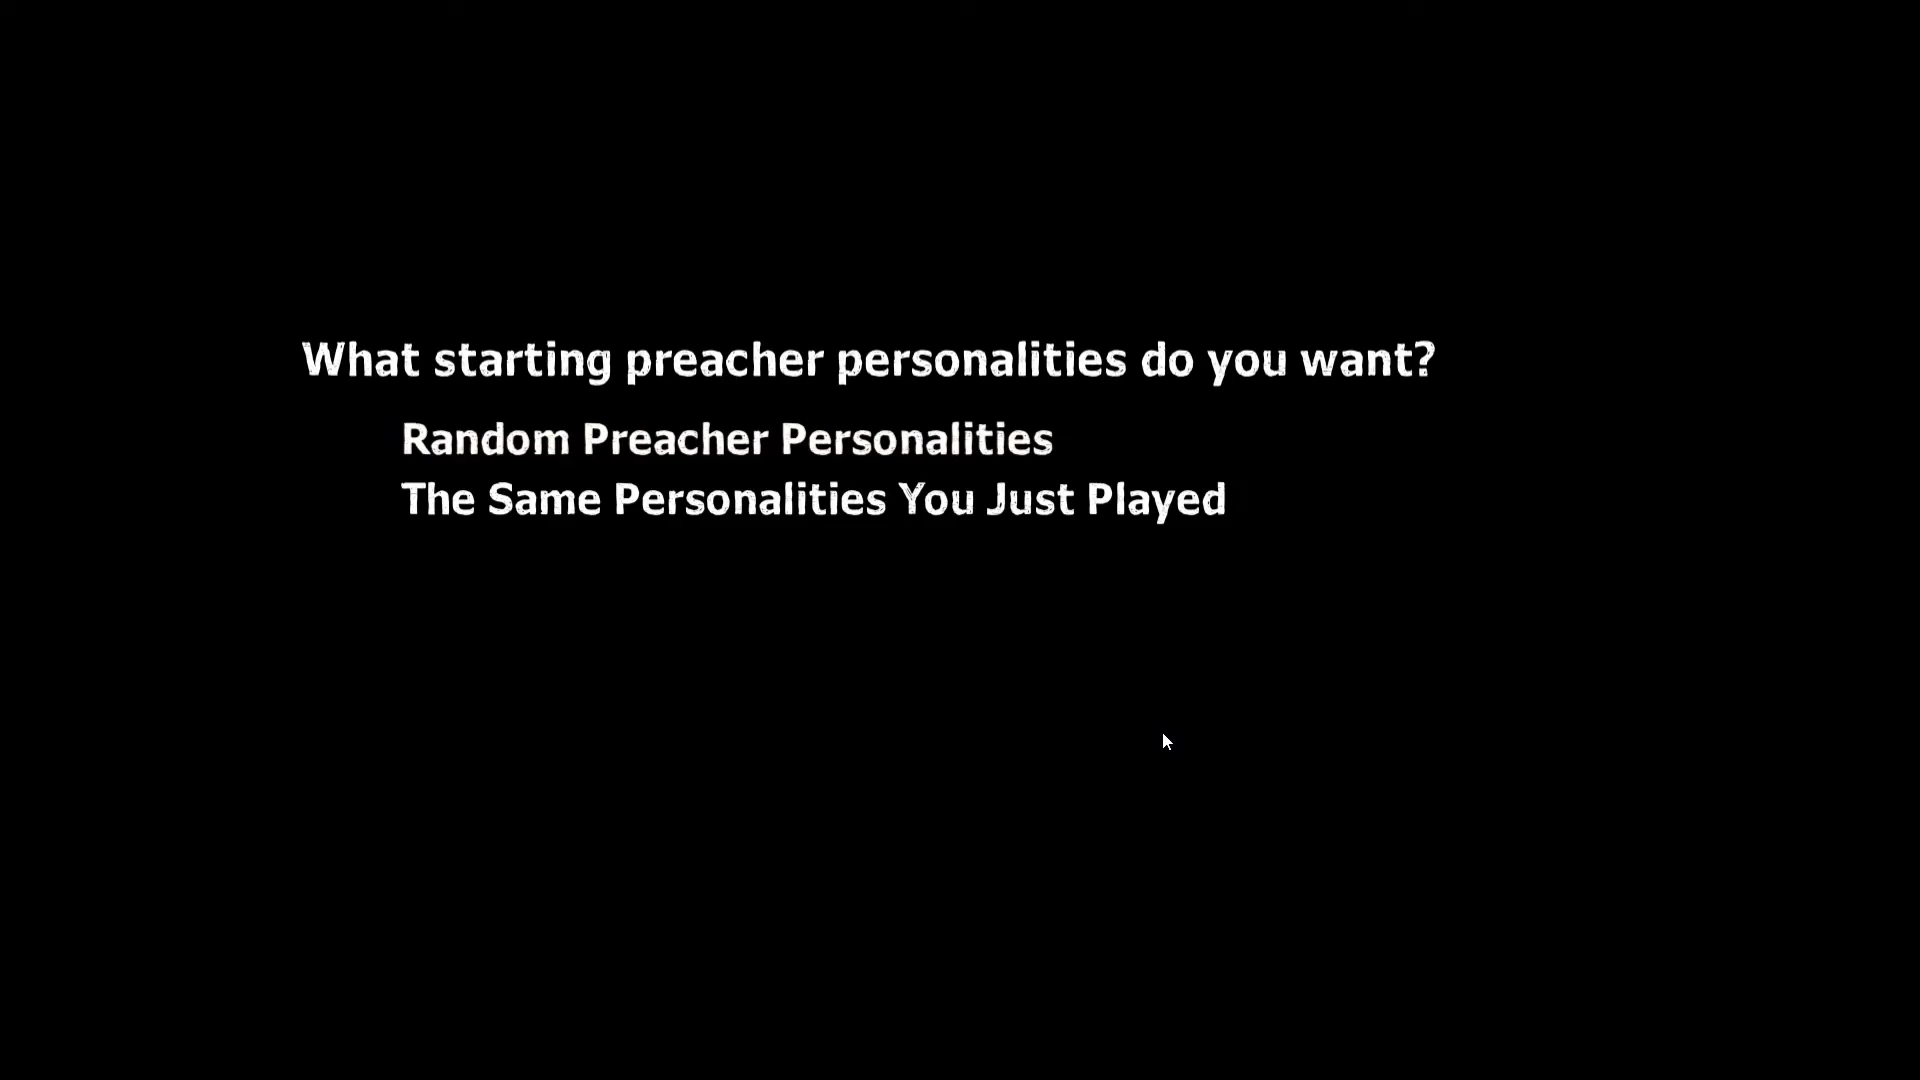 What starting preacher personalities do you want?
Random Preacher Personalities
The Same Personalities You Just Played